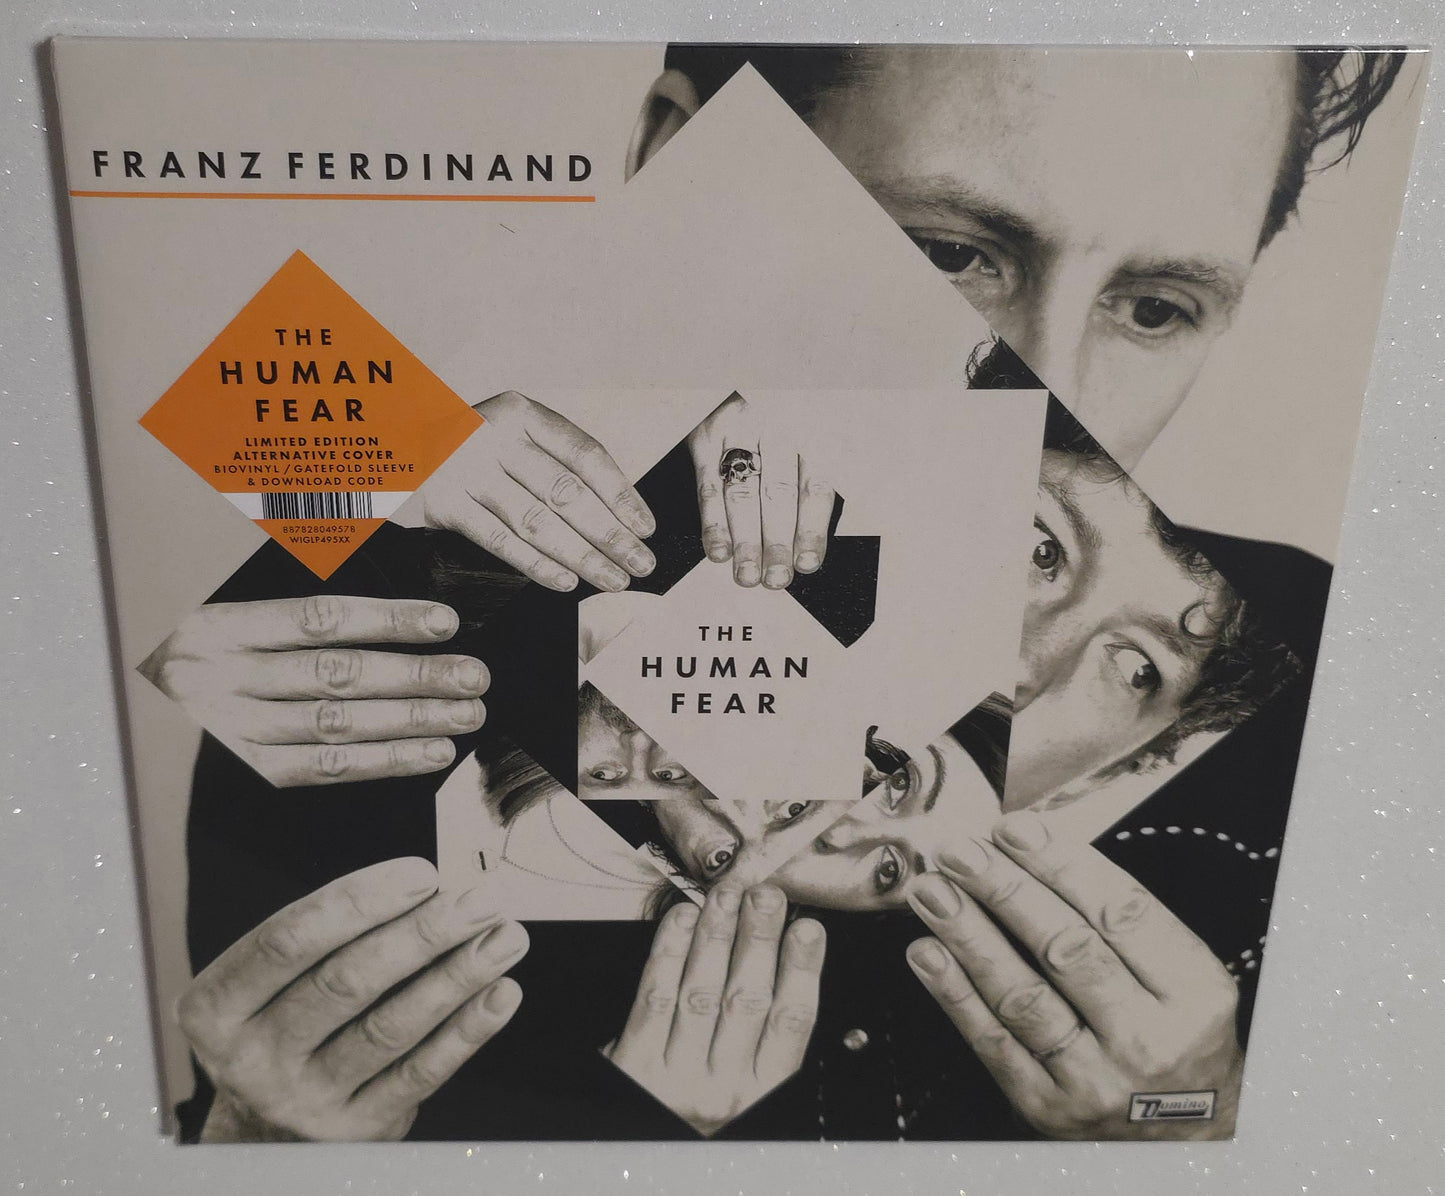 FRANZ FERDINAND
THE
HUMAN
FEAR
LIMITED EDITION
ALTERNATIVE COVER
BIOVINYL / GATEFOLD SLEEVE
& DOWNLOAD CODE
887828049578
WIGLP495XX
THE
HUMAN
FEAR
Domino